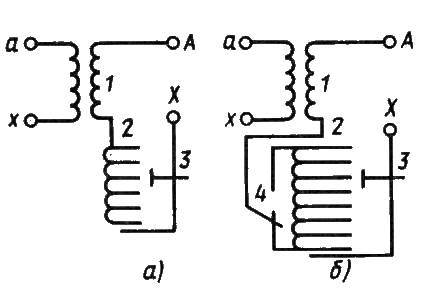 а А а А
1 1
х Х х Х
2 2
3 3
4
а) б)